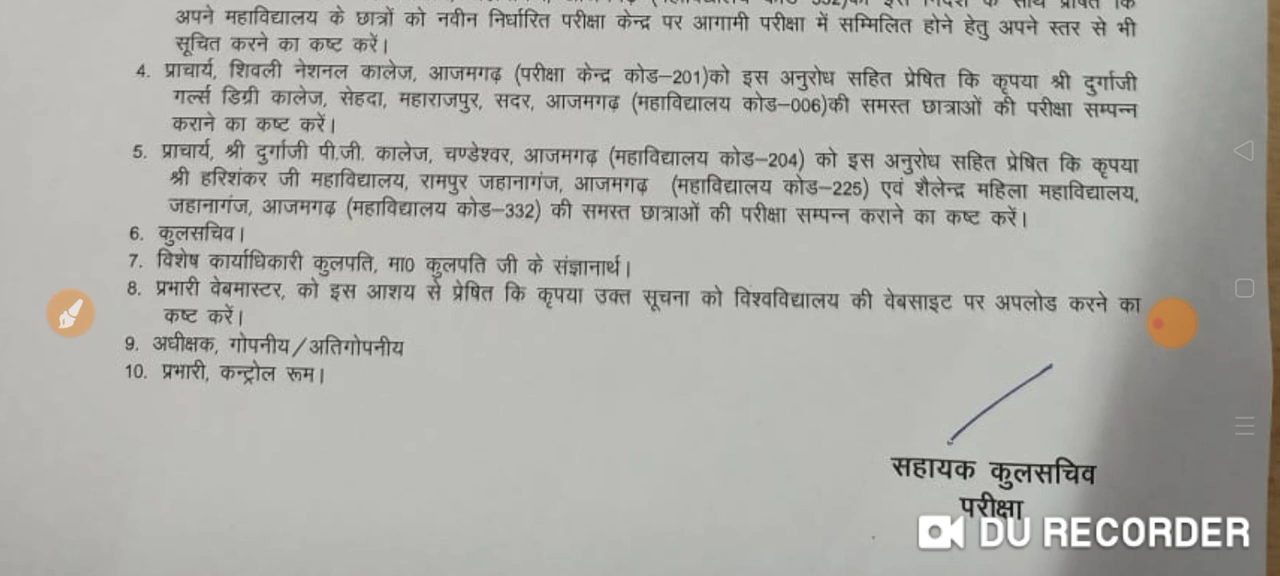 अपने महाविद्यालय के छात्रों को नवीन निर्धारित परीक्षा केन्द्र पर आगामी परीक्षा में सम्मिलित होने हेतु अपने स्तर से भी
सूचित करने का कष्ट करें।
4. प्राचार्य, शिवली नेशनल कालेज, आजमगढ़ (परीक्षा केन्द्र कोड–201)को इस अनुरोध सहित प्रेषित कि कृपया श्री दुर्गाजी
गर्ल्स डिग्री कालेज, सेहदा, महाराजपुर, सदर, आजमगढ़ (महाविद्यालय कोड–006)की समस्त छात्राओं की परीक्षा सम्पन्न
कराने का कष्ट करें।
5. प्राचार्य, श्री दुर्गाजी पी.जी. कालेज, चण्डेश्वर, आजमगढ़ (महाविद्यालय कोड–204) को इस अनुरोध सहित प्रेषित कि कृपया
श्री हरिशंकर जी महाविद्यालय, रामपुर जहानागंज, आजमगढ़ (महाविद्यालय कोड–225) एवं शैलेन्द्र महिला महाविद्यालय,
जहानागंज, आजमगढ़ (महाविद्यालय कोड–332) की समस्त छात्राओं की परीक्षा सम्पन्न कराने का कष्ट करें।
6. कुलसचिव।
7. विशेष कार्याधिकारी कुलपति, मा0 कुलपति जी के संज्ञानार्थ।
8. प्रभारी वेबमास्टर, को इस आशय से प्रेषित कि कृपया उक्त सूचना को विश्वविद्यालय की वेबसाइट पर अपलोड करने का
कष्ट करें।
9. अधीक्षक, गोपनीय/अतिगोपनीय
10. प्रभारी, कन्ट्रोल रूम।
सहायक कुलसचिव
परीक्षा
DU RECORDER